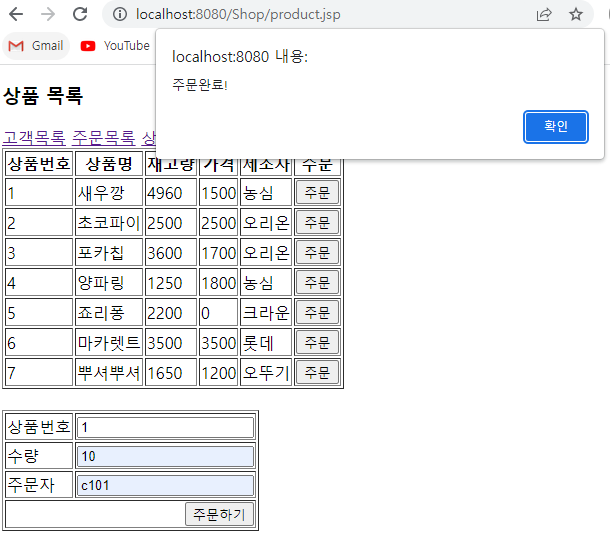 localhost:8080/Shop/product.jsp
Gmail YouTube
localhost:8080 내용:
주문완료!
확인
상품 목록
고객목록 주문목록 상
상품번호 상품명 재고량 가격 제조사 주문
1 새우깡 4960 1500 농심 주문
2 초코파이 2500 2500 오리온 주문
3 포카칩 3600 1700 오리온 주문
4 양파링 1250 1800 농심 주문
5 죠리퐁 2200 0 크라운 주문
6 마카렛트 3500 3500 롯데 주문
7 뿌셔뿌셔 1650 1200 오뚜기 주문
상품번호 1
수량 10
주문자 c101
주문하기